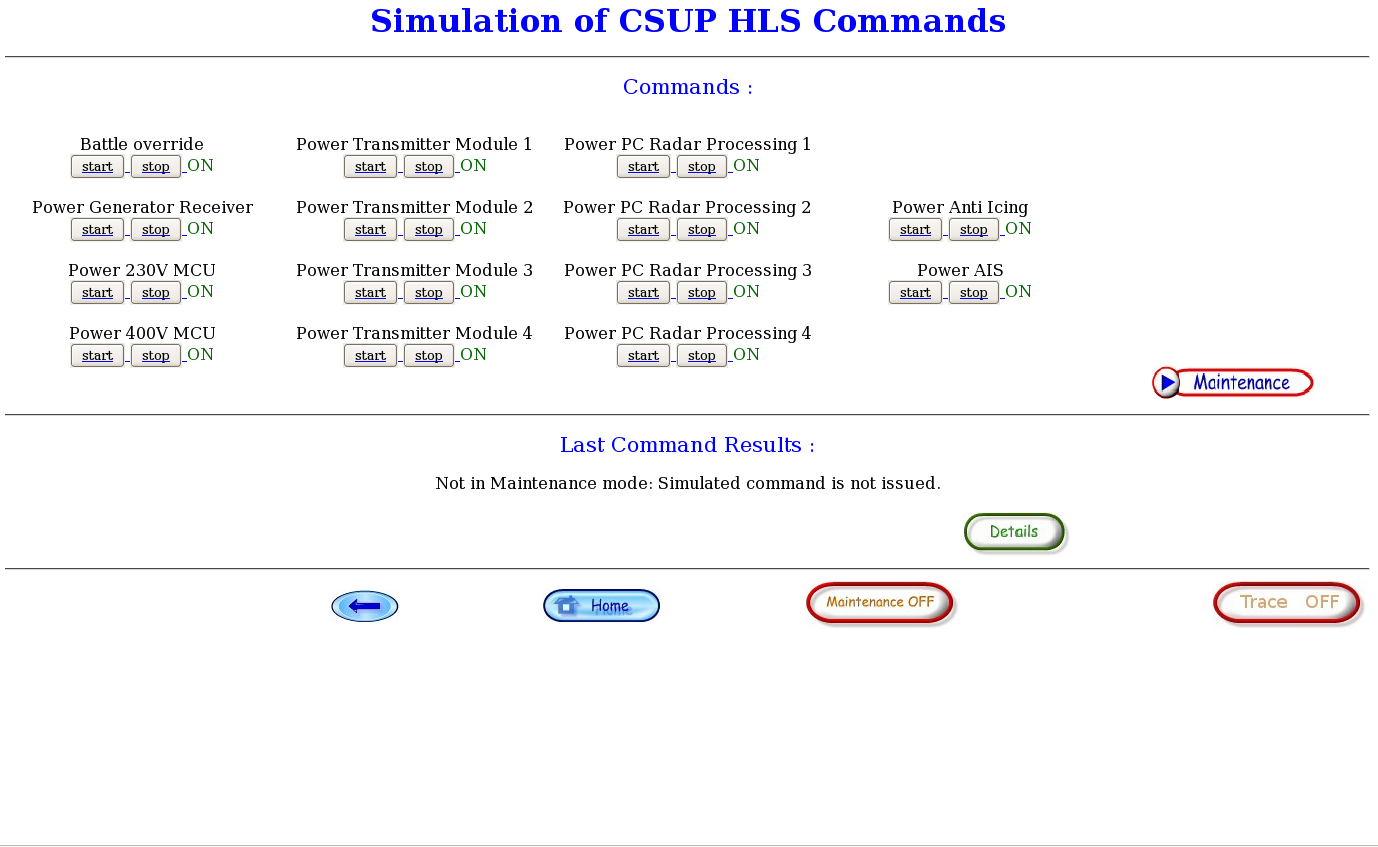 Simulation of CSUP HLS Commands
Commands :
Battle override
start stop ON
Power Transmitter Module 1
start stop ON
Power PC Radar Processing 1
start stop ON
Power Generator Receiver
start stop ON
Power Transmitter Module 2
start stop ON
Power PC Radar Processing 2
start stop ON
Power Anti Icing
start stop ON
Power 230V MCU
start stop ON
Power Transmitter Module 3
start stop ON
Power PC Radar Processing 3
start stop ON
Power AIS
start stop ON
Power 400V MCU
start stop ON
Power Transmitter Module 4
start stop ON
Power PC Radar Processing 4
start stop ON
Maintenance
Last Command Results :
Not in Maintenance mode: Simulated command is not issued.
Details
Home
Maintenance OFF
Trace OFF